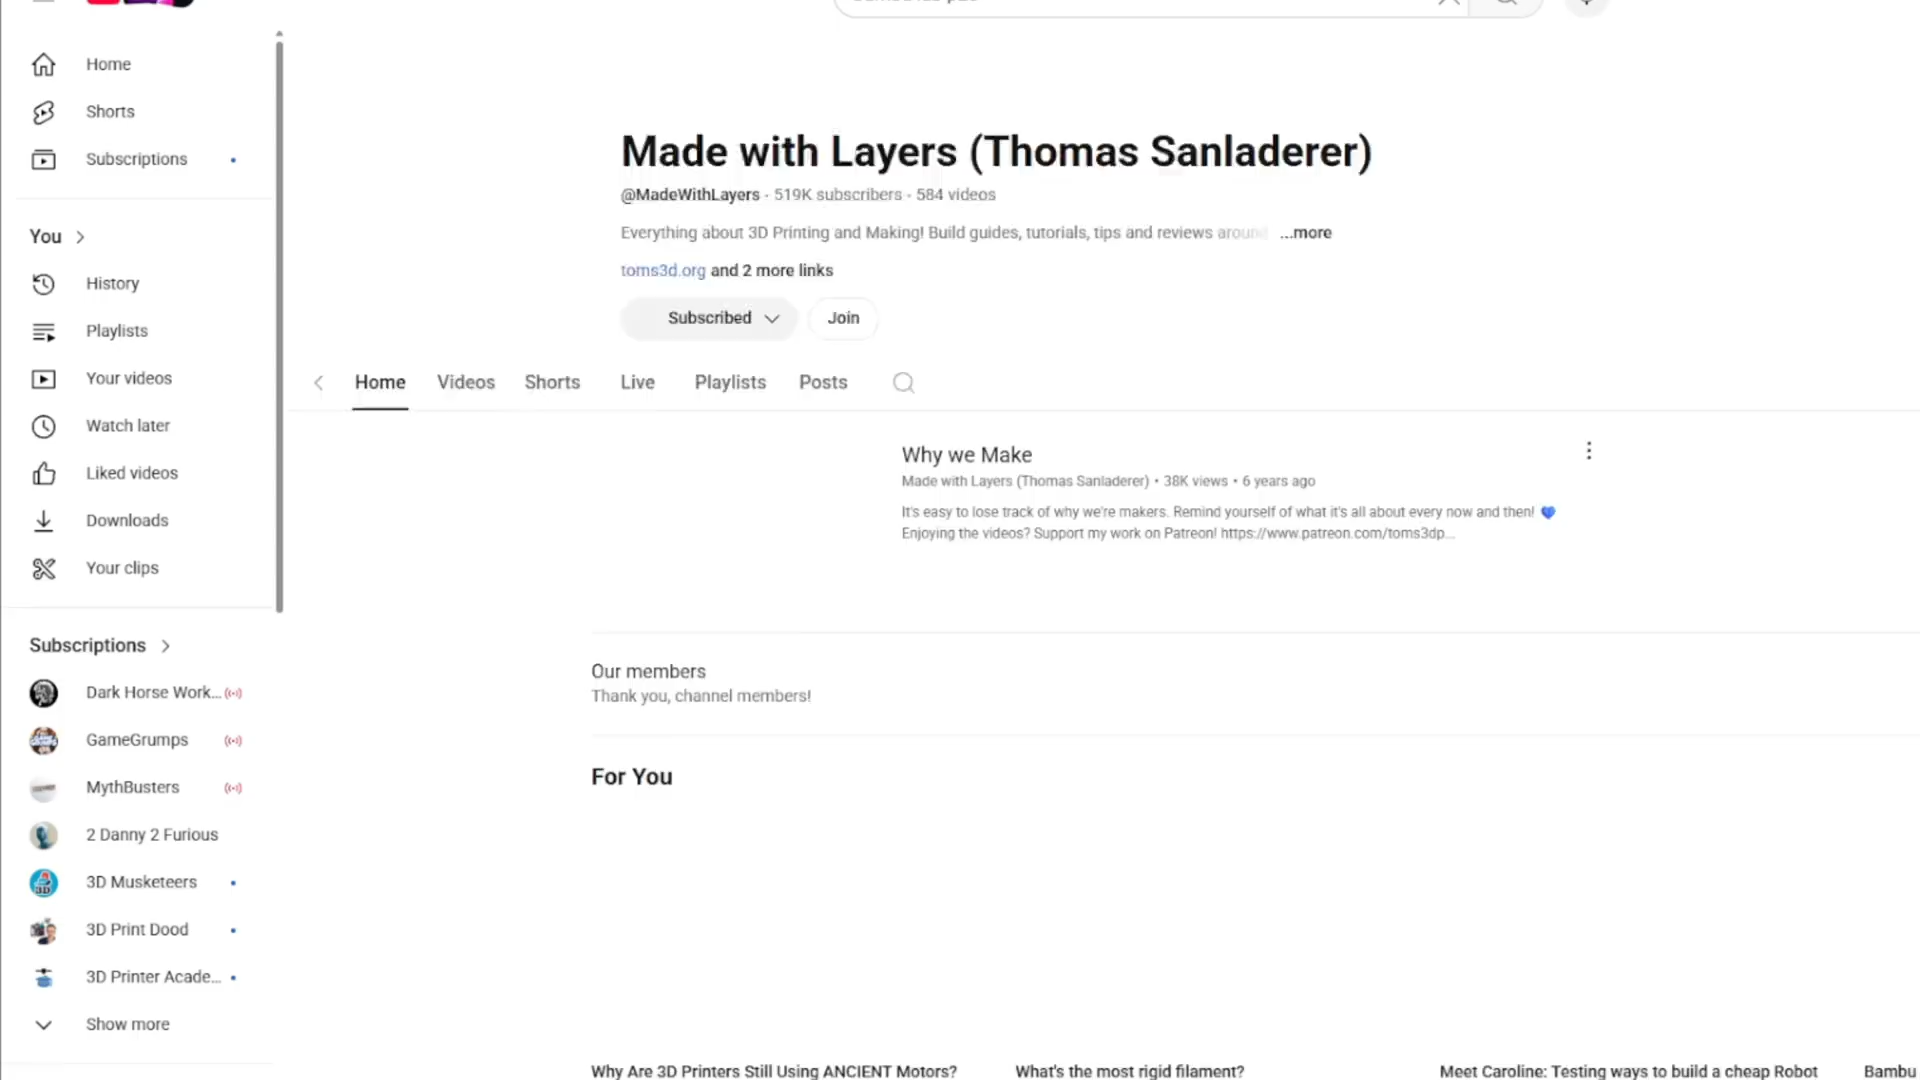 Home
Shorts
Subscriptions
You
History
Playlists
Your videos
Watch later
Liked videos
Downloads
Your clips
Subscriptions
Dark Horse Work...
GameGrumps
MythBusters
2 Danny 2 Furious
3D Musketeers
3D Print Dood
3D Printer Acade...
Show more
Made with Layers (Thomas Sanladerer)
@MadeWithLayers · 519K subscribers · 584 videos
Everything about 3D Printing and Making! Build guides, tutorials, tips and reviews around ...more
toms3d.org and 2 more links
Subscribed Join
Home Videos Shorts Live Playlists Posts
Why we Make
Made with Layers (Thomas Sanladerer) • 38K views • 6 years ago
It's easy to lose track of why we're makers. Remind yourself of what it's all about every now and then! 💙
Enjoying the videos? Support my work on Patreon! https://www.patreon.com/toms3dp...
Our members
Thank you, channel members!
For You
Why Are 3D Printers Still Using ANCIENT Motors? What's the most rigid filament? Meet Caroline: Testing ways to build a cheap Robot Bambu